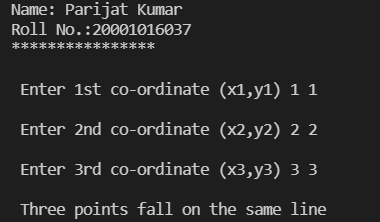 Name: Parijat Kumar
Roll No.:20001016037
****************
Enter 1st co-ordinate (x1,y1) 1 1
Enter 2nd co-ordinate (x2,y2) 2 2
Enter 3rd co-ordinate (x3,y3) 3 3
Three points fall on the same line